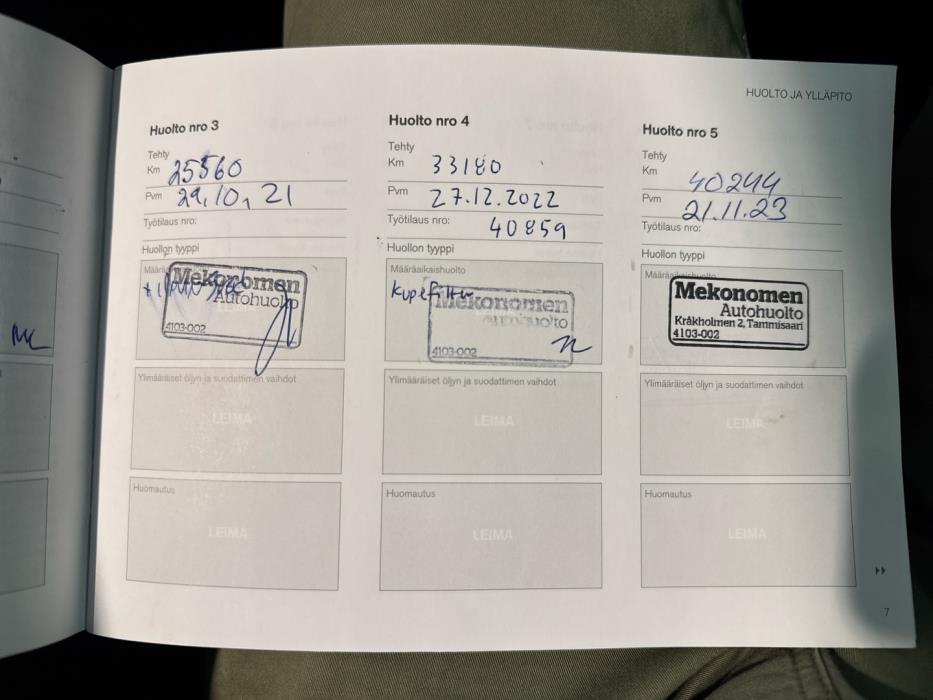 HUOLTO JA YLLÄPITO
Huolto nro 3
Tehty
Km 25560
Pvm 29.10.21
Työtilaus nro:
Huollon tyyppi
Mekonomen
Autohuolto
4103-002
Ylimääräiset öljyn ja suodattimen vaihdot
LEIMA
Huomautus
LEIMA
Huolto nro 4
Tehty
Km 33180
Pvm 27.12.2022
Työtilaus nro: 40859
Huollon tyyppi
Määräaikaishuolto
Mekonomen
Autohuolto
4103-002
Ylimääräiset öljyn ja suodattimen vaihdot
LEIMA
Huomautus
LEIMA
Huolto nro 5
Tehty
Km 40244
Pvm 21.11.23
Työtilaus nro:
Huollon tyyppi
Määräaikaishuolto
Mekonomen
Autohuolto
Kråkholmen 2, Tammisaari
4103-002
Ylimääräiset öljyn ja suodattimen vaihdot
LEIMA
Huomautus
LEIMA
7